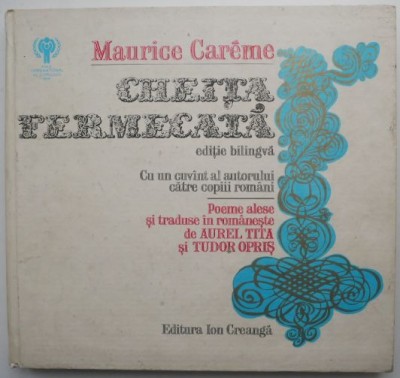 Maurice Carême
CHEIȚA
FERMECATĂ
ediție bilingvă
Cu un cuvînt al autorului
către copiii români
Poeme alese
și traduse în românește
de AUREL TITA
și TUDOR OPRIȘ
Editura Ion Creangă